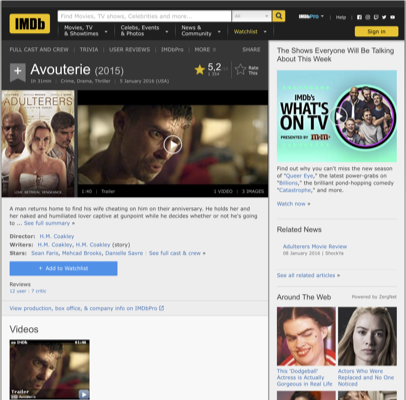 IMDb
Find Movies, TV shows, Celebrities and more...
All
IMDbPro
Help
Movies, TV
& Showtimes
Celebs, Events
& Photos
News &
Community
Watchlist
Sign in
FULL CAST AND CREW | TRIVIA | USER REVIEWS | IMDbPro | MORE
SHARE
Avouterie (2015)
1h 31min | Crime, Drama, Thriller | 5 January 2016 (USA)
5,2
Rate
This
ADULTERERS
LOVE. BETRAYAL. VENGEANCE.
1:40 | Trailer
1 VIDEO | 3 IMAGES
A man returns home to find his wife cheating on him on their anniversary. He holds her and
her naked and humiliated lover captive at gunpoint while he decides whether or not he's going
to ... See full summary »
Director: H.M. Coakley
Writers: H.M. Coakley, H.M. Coakley (story)
Stars: Sean Faris, Mehcad Brooks, Danielle Savre | See full cast & crew »
+ Add to Watchlist
Reviews
12 user | 7 critic
View production, box office, & company info on IMDbPro
Videos
Trailer
01:40
The Shows Everyone Will Be Talking
About This Week
IMDb's
WHAT'S
ON TV
PRESENTED BY m&m's
Find out why you can't miss the new season
of "Queer Eye," the latest power-grabs on
"Billions," the brilliant pond-hopping comedy
"Catastrophe," and more.
Watch now »
Related News
Adulterers Movie Review
08 January 2016 | ShockYa
See all related articles »
Around The Web
Powered by ZergNet
This 'Dodgeball'
Actress is Actually
Gorgeous in Real Life
Actors Who Were
Replaced and No One
Noticed